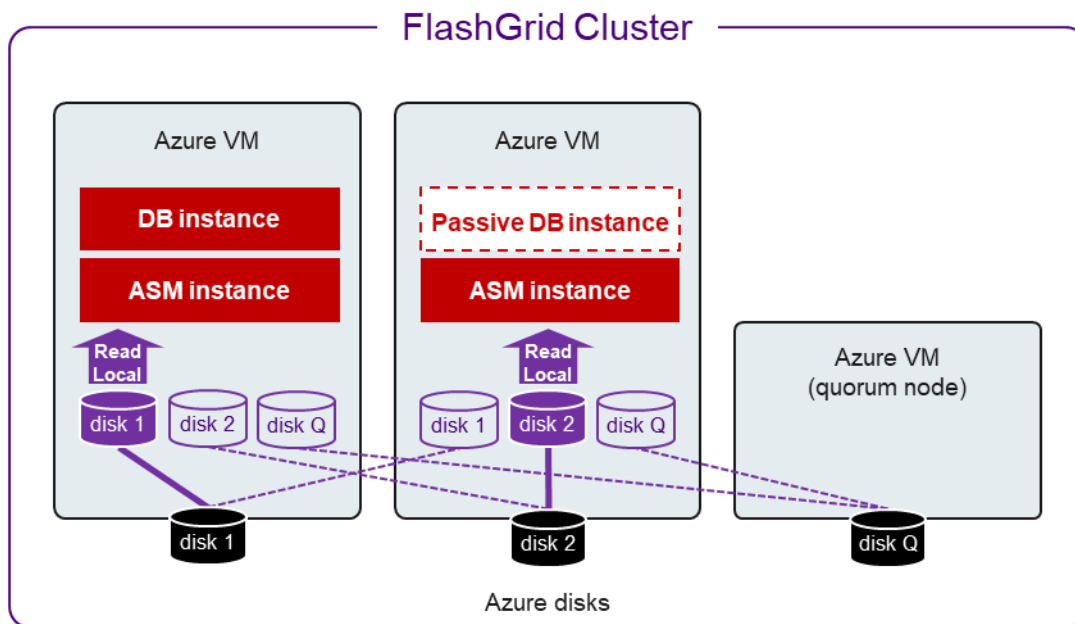 FlashGrid Cluster
Azure VM
DB instance
ASM instance
Read
Local
disk 1
disk 2
disk Q
disk 1
Azure VM
Passive DB instance
ASM instance
Read
Local
disk 1
disk 2
disk Q
disk 2
Azure VM
(quorum node)
disk Q
Azure disks